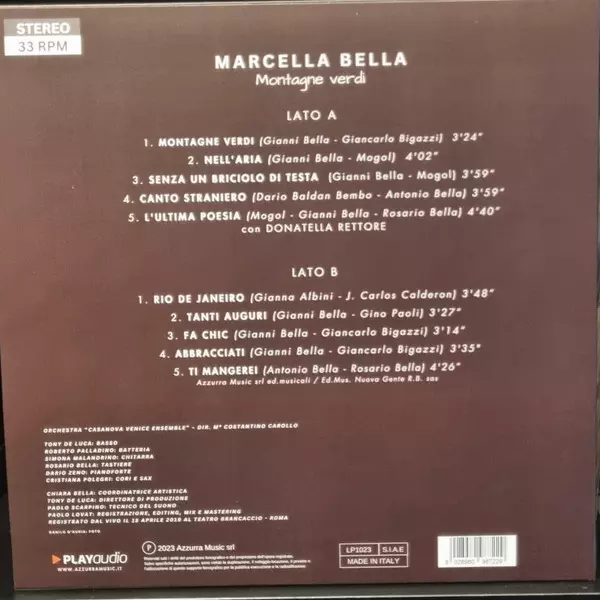 STEREO
33 RPM
MARCELLA BELLA
Montagne verdi
LATO A
1. MONTAGNE VERDI (Gianni Bella - Giancarlo Bigazzi) 3'24"
2. NELL'ARIA (Gianni Bella - Mogol) 4'02"
3. SENZA UN BRICIOLO DI TESTA (Gianni Bella - Mogol) 3'59"
4. CANTO STRANIERO (Dario Baldan Bembo - Antonio Bella) 3'59"
5. L'ULTIMA POESIA (Mogol - Gianni Bella - Rosario Bella) 4'40"
con DONATELLA RETTORE
LATO B
1. RIO DE JANEIRO (Gianna Albini - J. Carlos Calderon) 3'48"
2. TANTI AUGURI (Gianni Bella - Gino Paoli) 3'27"
3. FA CHIC (Gianni Bella - Giancarlo Bigazzi) 3'14"
4. ABBRACCIATI (Gianni Bella - Giancarlo Bigazzi) 3'35"
5. TI MANGEREI (Antonio Bella - Rosario Bella) 4'26"
Azzurra Music srl ed.musicali / Ed.Mus. Nuova Gente R.B. sas
ORCHESTRA "CASANOVA VENICE ENSEMBLE" - DIR. Mº COSTANTINO CAROLLO
TONY DE LUCA: BASSO
ROBERTO PALLADINO: BATTERIA
SIMONA MALANDRINO: CHITARRA
ROSARIO BELLA: TASTIERE
DARIO ZENO: PIANOFORTE
CRISTIANA POLEGRI: CORI E SAX
CHIARA BELLA: COORDINATRICE ARTISTICA
TONY DE LUCA: DIRETTORE DI PRODUZIONE
PAOLO SCARPINO: TECNICO DEL SUONO
PAOLO LOVAT: REGISTRAZIONE, EDITING, MIX E MASTERING
REGISTRATO DAL VIVO IL 18 APRILE 2018 AL TEATRO BRANCACCIO - ROMA
DANILO D'AURIA: FOTO
PLAYaudio
WWW.AZZURRAMUSIC.IT
℗ 2023 Azzurra Music srl
LP1023
S.I.A.E
MADE IN ITALY